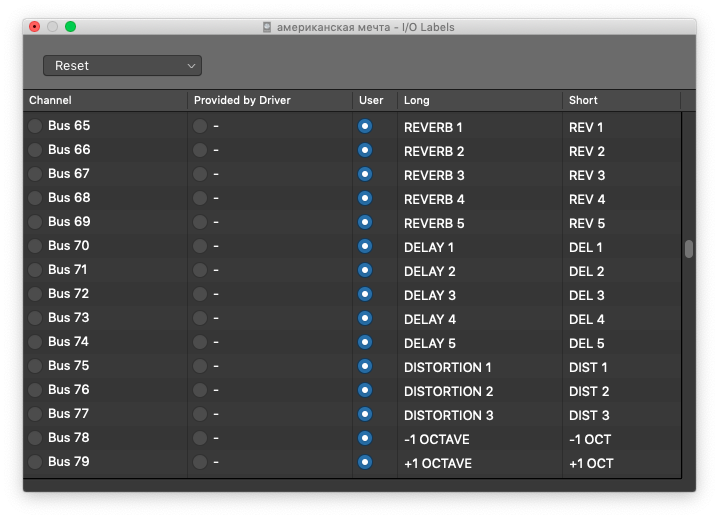 американская мечта - I/O Labels
Reset
Channel Provided by Driver User Long Short
Bus 65 - REVERB 1 REV 1
Bus 66 - REVERB 2 REV 2
Bus 67 - REVERB 3 REV 3
Bus 68 - REVERB 4 REV 4
Bus 69 - REVERB 5 REV 5
Bus 70 - DELAY 1 DEL 1
Bus 71 - DELAY 2 DEL 2
Bus 72 - DELAY 3 DEL 3
Bus 73 - DELAY 4 DEL 4
Bus 74 - DELAY 5 DEL 5
Bus 75 - DISTORTION 1 DIST 1
Bus 76 - DISTORTION 2 DIST 2
Bus 77 - DISTORTION 3 DIST 3
Bus 78 - -1 OCTAVE -1 OCT
Bus 79 - +1 OCTAVE +1 OCT